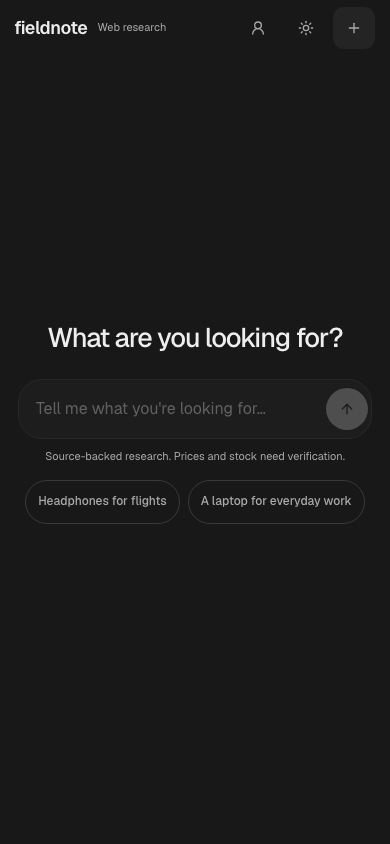 fieldnote Web research
What are you looking for?
Tell me what you're looking for...
Source-backed research. Prices and stock need verification.
Headphones for flights
A laptop for everyday work